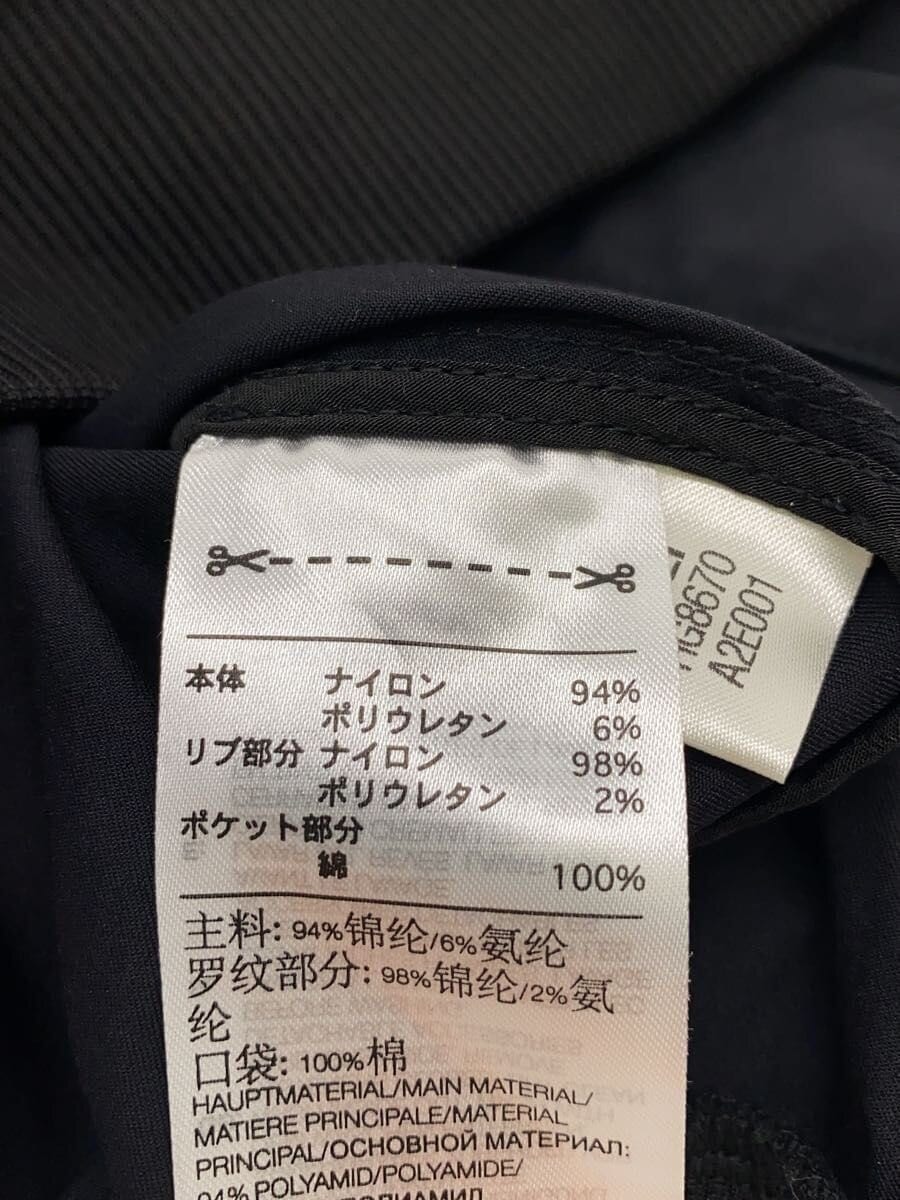 本体 ナイロン 94%
ポリウレタン 6%
リブ部分 ナイロン 98%
ポリウレタン 2%
ポケット部分
綿 100%
主料: 94%锦纶/6%氨纶
罗纹部分: 98%锦纶/2%氨
纶
口袋: 100%棉
HAUPTMATERIAL/MAIN MATERIAL/
MATIERE PRINCIPALE/MATERIAL
PRINCIPAL/ОСНОВНОЙ МАТЕРИАЛ:
94% POLYAMID/POLYAMIDE/
HG8670
A2E001